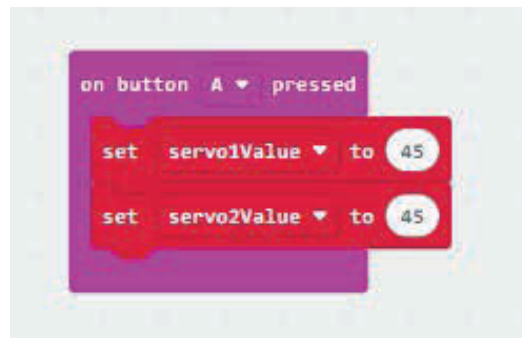 on button A pressed
set servo1Value to 45
set servo2Value to 45